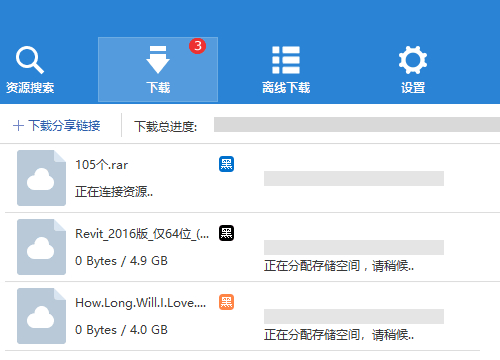 3
资源搜索 下载 离线下载 设置
+ 下载分享链接 下载总进度:
105个.rar 黑
正在连接资源..
Revit_2016版_仅64位_(... 黑
0 Bytes / 4.9 GB 正在分配存储空间，请稍候..
How.Long.Will.I.Love.... 黑
0 Bytes / 4.0 GB 正在分配存储空间，请稍候..